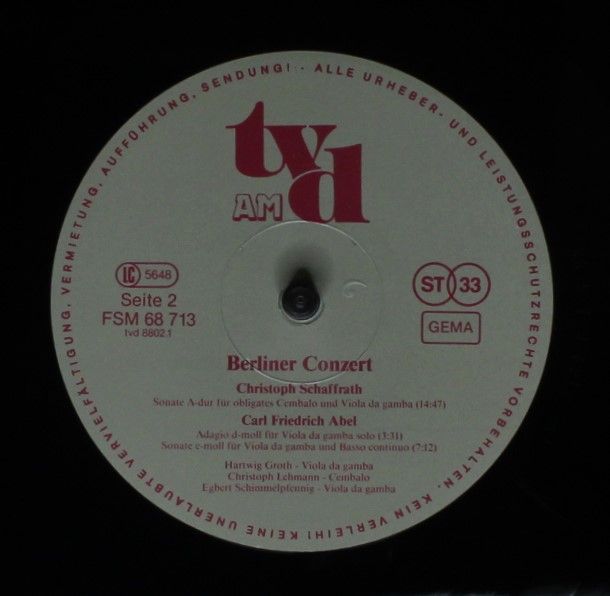 ALLE URHEBER- UND LEISTUNGSSCHUTZRECHTE VORBEHALTEN. KEIN VERLEIH! KEINE UNERLAUBTE VERVIELFÄLTIGUNG, VERMIETUNG, AUFFÜHRUNG, SENDUNG! -
tvd
AM
LC 5648
Seite 2
FSM 68 713
tvd 8802.1
ST 33
GEMA
Berliner Conzert
Christoph Schaffrath
Sonate A-dur für obligates Cembalo und Viola da gamba (14:47)
Carl Friedrich Abel
Adagio d-moll für Viola da gamba solo (3:31)
Sonate e-moll für Viola da gamba und Basso continuo (7:12)
Hartwig Groth - Viola da gamba
Christoph Lehmann - Cembalo
Egbert Schimmelpfennig - Viola da gamba